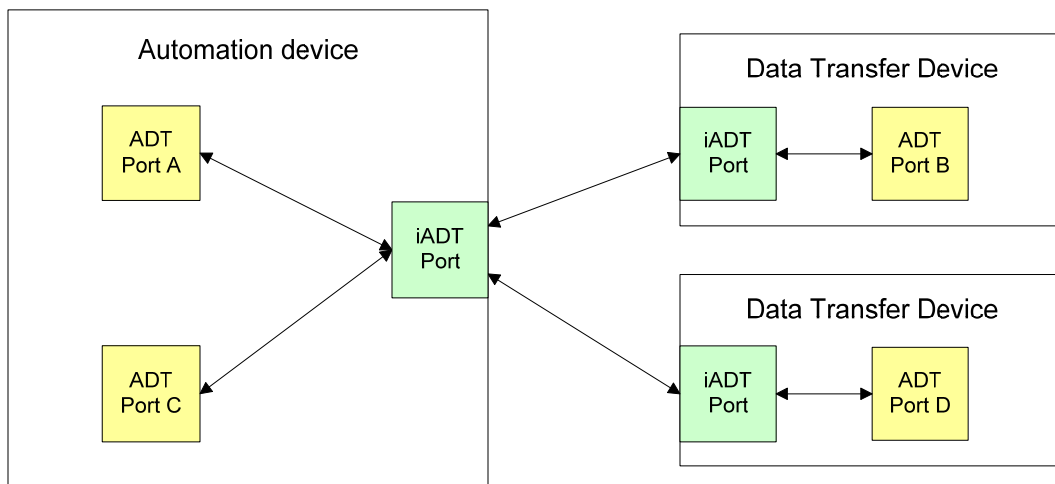 Automation device
ADT
Port A
iADT
Port
ADT
Port C
Data Transfer Device
iADT
Port
ADT
Port B
Data Transfer Device
iADT
Port
ADT
Port D